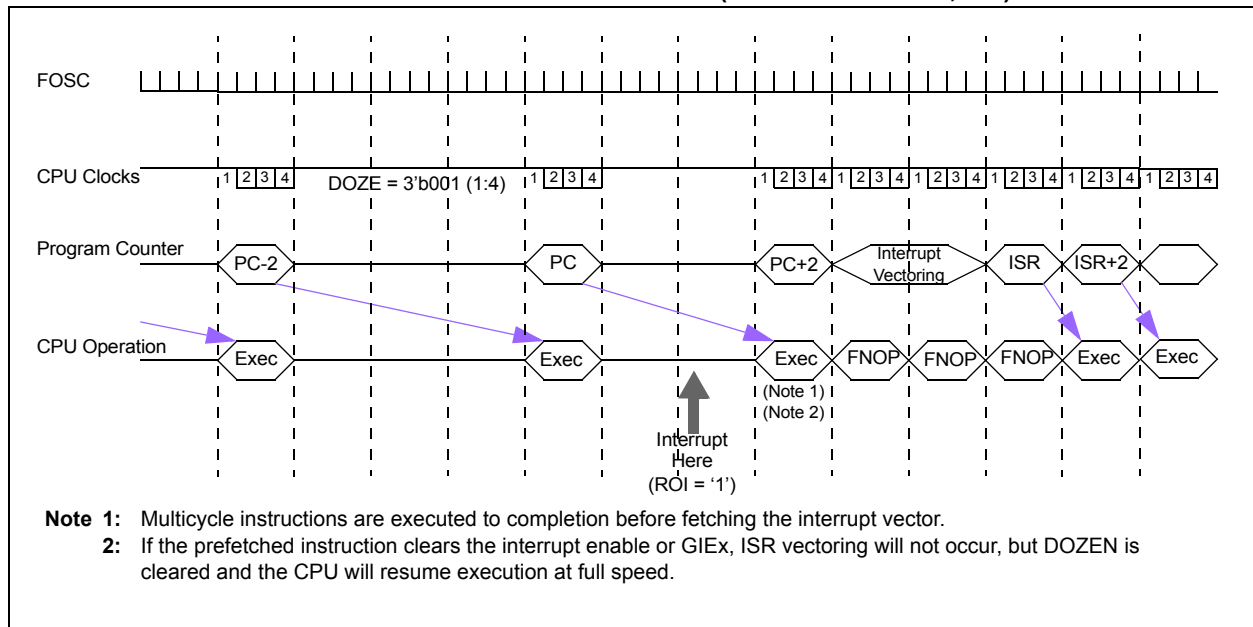 FOSC
CPU Clocks
1 2 3 4 DOZE = 3'b001 (1:4) 1 2 3 4 1 2 3 4 1 2 3 4 1 2 3 4 1 2 3 4 1 2 3 4 1 2 3 4
Program Counter
PC-2 PC PC+2 Interrupt Vectoring ISR ISR+2
CPU Operation
Exec Exec Exec FNOP FNOP FNOP Exec Exec
(Note 1)
(Note 2)
Interrupt
Here
(ROI = ‘1’)
Note 1: Multicycle instructions are executed to completion before fetching the interrupt vector.
2: If the prefetched instruction clears the interrupt enable or GIEx, ISR vectoring will not occur, but DOZEN is
cleared and the CPU will resume execution at full speed.